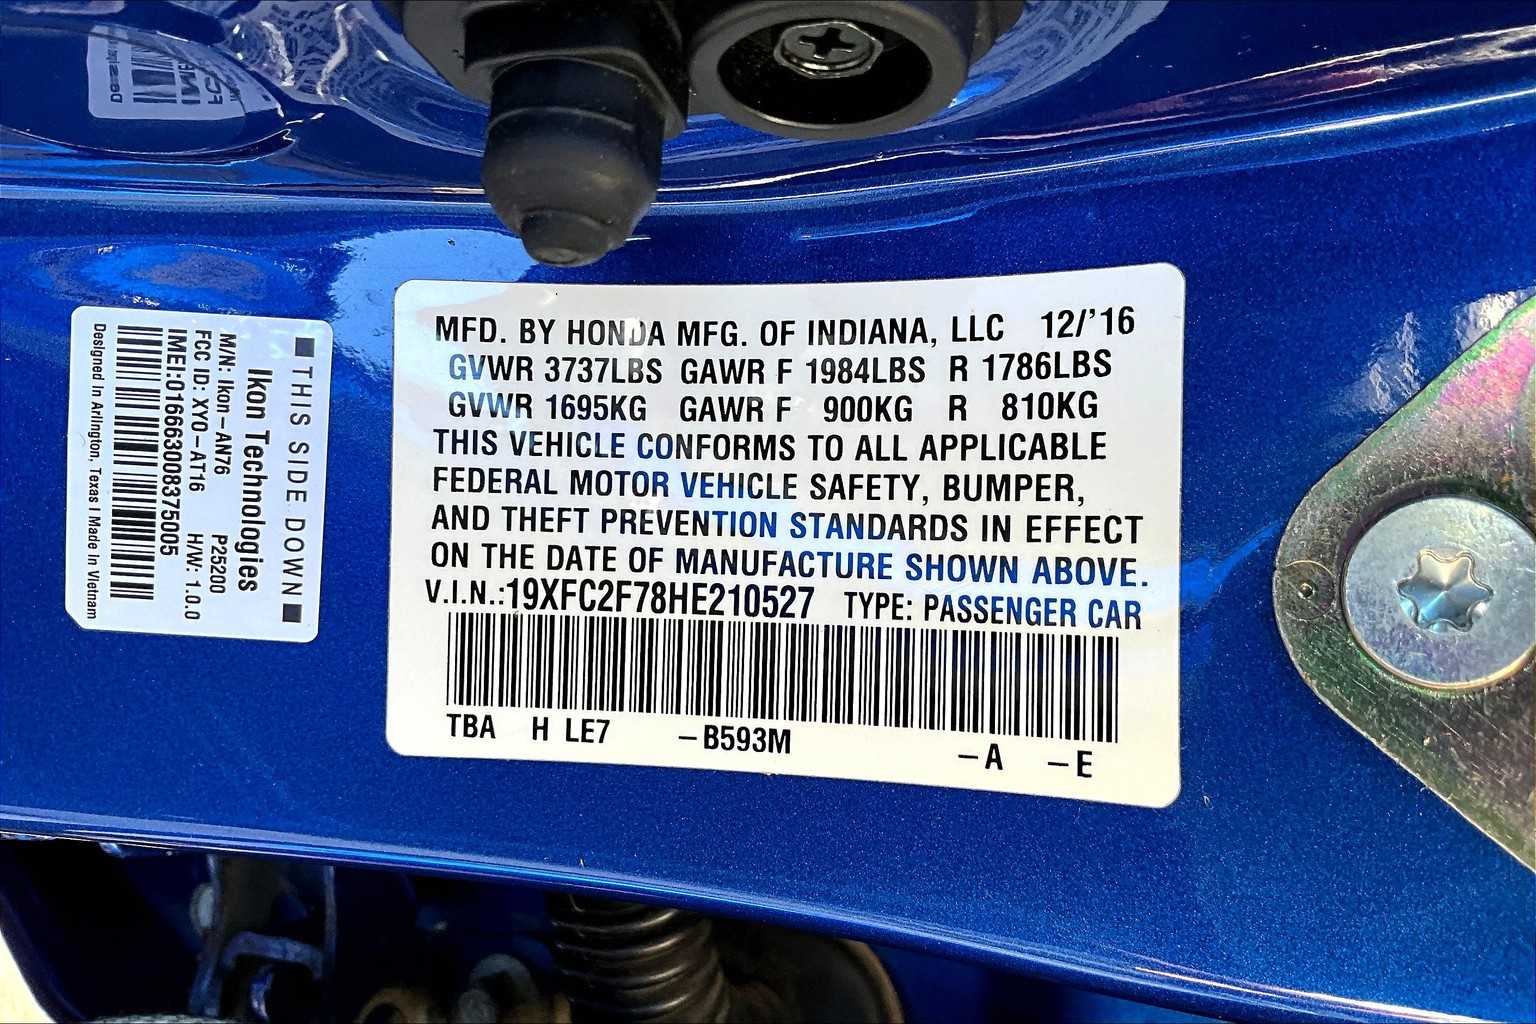 MFD. BY HONDA MFG. OF INDIANA, LLC 12/'16
GVWR 3737LBS GAWR F 1984LBS R 1786LBS
GVWR 1695KG GAWR F 900KG R 810KG
THIS VEHICLE CONFORMS TO ALL APPLICABLE
FEDERAL MOTOR VEHICLE SAFETY, BUMPER,
AND THEFT PREVENTION STANDARDS IN EFFECT
ON THE DATE OF MANUFACTURE SHOWN ABOVE.
V.I.N.:19XFC2F78HE210527 TYPE: PASSENGER CAR
TBA H LE7 -B593M -A -E
■ THIS SIDE DOWN ■
Ikon Technologies
M/N: Ikon-AN76 P25200
FCC ID: XY0-AT16 H/W: 1.0.0
IMEI:016663008375005
Designed in Arlington, Texas | Made in Vietnam